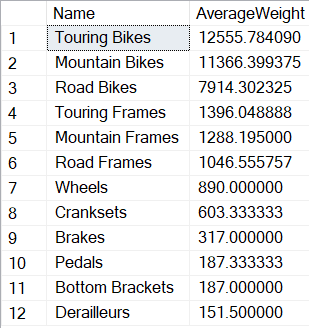 Name AverageWeight
1 Touring Bikes 12555.784090
2 Mountain Bikes 11366.399375
3 Road Bikes 7914.302325
4 Touring Frames 1396.048888
5 Mountain Frames 1288.195000
6 Road Frames 1046.555757
7 Wheels 890.000000
8 Cranksets 603.333333
9 Brakes 317.000000
10 Pedals 187.333333
11 Bottom Brackets 187.000000
12 Derailleurs 151.500000